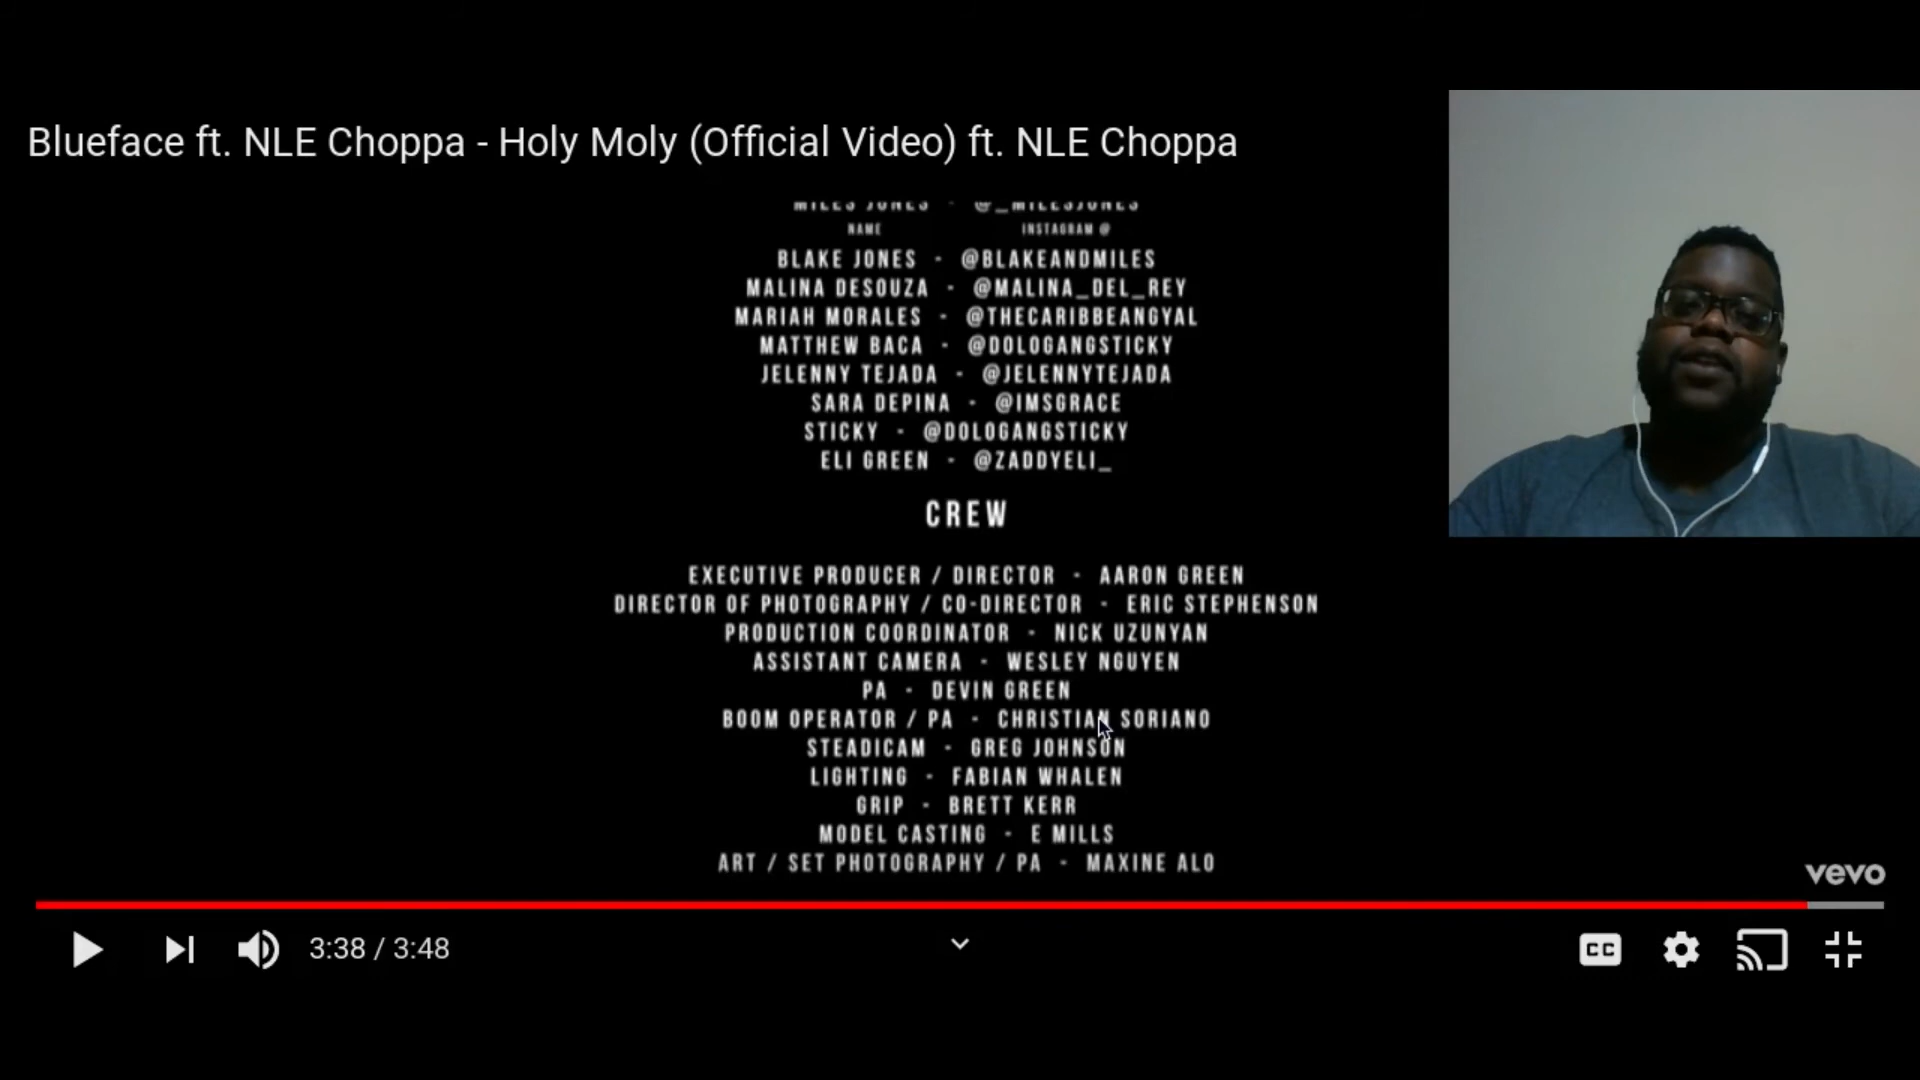 Blueface ft. NLE Choppa - Holy Moly (Official Video) ft. NLE Choppa
MILES JONES - @_MILESJONES
NAME INSTAGRAM @
BLAKE JONES - @BLAKEANDMILES
MALINA DESOUZA - @MALINA_DEL_REY
MARIAH MORALES - @THECARIBBEANGYAL
MATTHEW BACA - @DOLOGANGSTICKY
JELENNY TEJADA - @JELENNYTEJADA
SARA DEPINA - @IMSGRACE
STICKY - @DOLOGANGSTICKY
ELI GREEN - @ZADDYELI_
CREW
EXECUTIVE PRODUCER / DIRECTOR - AARON GREEN
DIRECTOR OF PHOTOGRAPHY / CO-DIRECTOR - ERIC STEPHENSON
PRODUCTION COORDINATOR - NICK UZUNYAN
ASSISTANT CAMERA - WESLEY NGUYEN
PA - DEVIN GREEN
BOOM OPERATOR / PA - CHRISTIAN SORIANO
STEADICAM - GREG JOHNSON
LIGHTING - FABIAN WHALEN
GRIP - BRETT KERR
MODEL CASTING - E MILLS
ART / SET PHOTOGRAPHY / PA - MAXINE ALO
vevo
3:38 / 3:48
CC